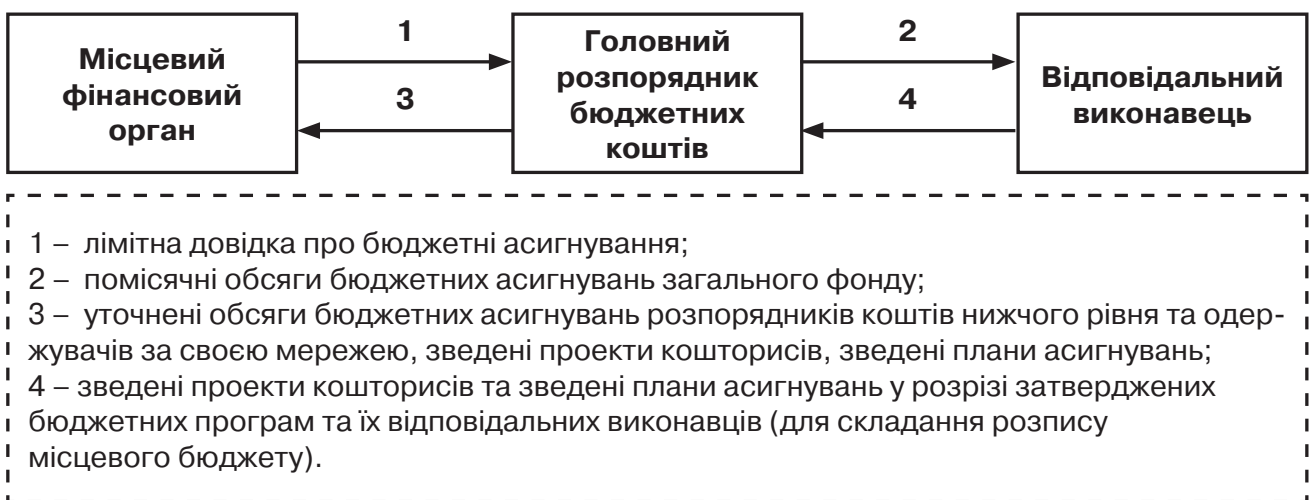 Місцевий
фінансовий
орган
1
3
Головний
розпорядник
бюджетних
коштів
2
4
Відповідальний
виконавець
1 – лімітна довідка про бюджетні асигнування;
2 – помісячні обсяги бюджетних асигнувань загального фонду;
3 – уточнені обсяги бюджетних асигнувань розпорядників коштів нижчого рівня та одер-
жувачів за своєю мережею, зведені проекти кошторисів, зведені плани асигнувань;
4 – зведені проекти кошторисів та зведені плани асигнувань у розрізі затверджених
бюджетних програм та їх відповідальних виконавців (для складання розпису
місцевого бюджету).